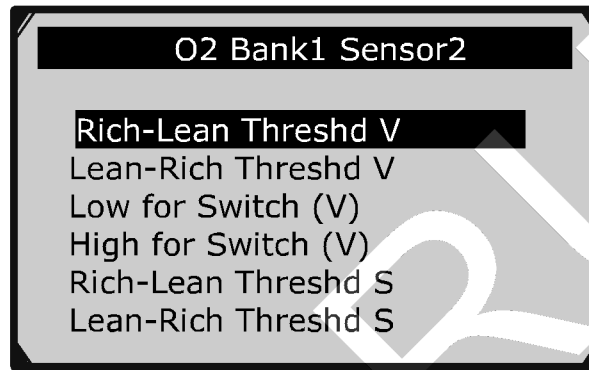 O2 Bank1 Sensor2
Rich-Lean Threshd V
Lean-Rich Threshd V
Low for Switch (V)
High for Switch (V)
Rich-Lean Threshd S
Lean-Rich Threshd S